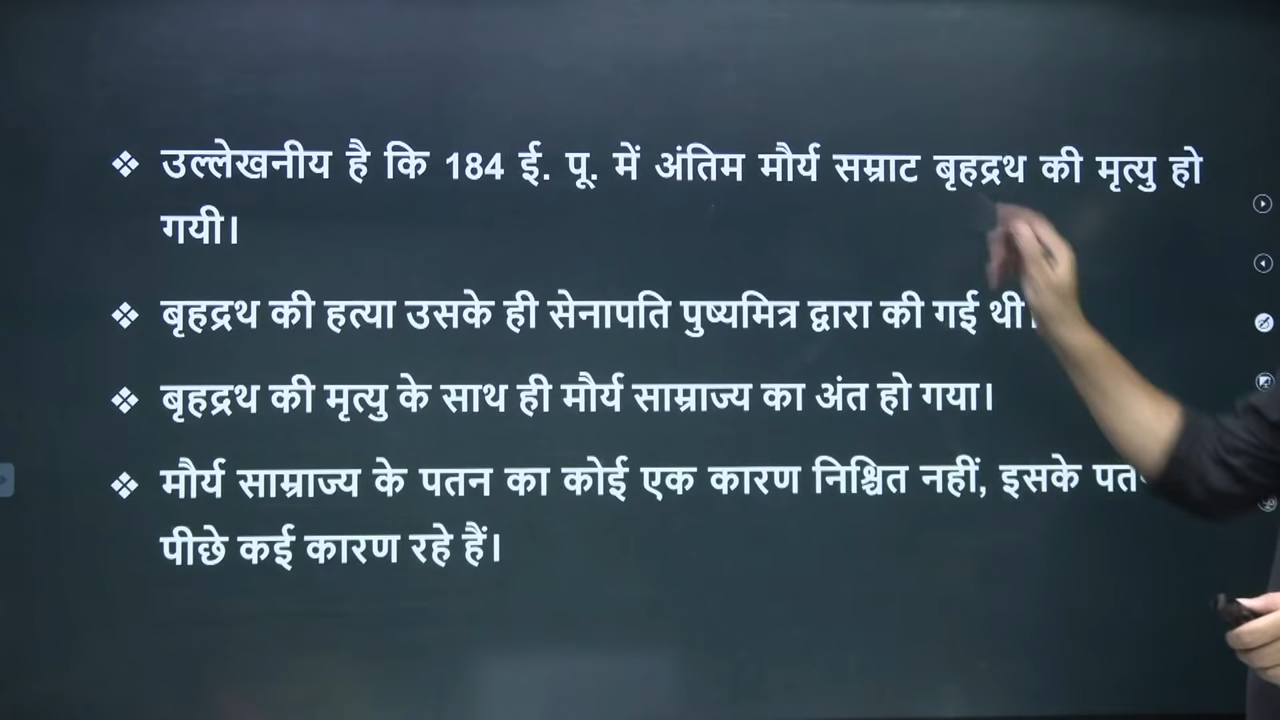 ❖ उल्लेखनीय है कि 184 ई. पू. में अंतिम मौर्य सम्राट बृहद्रथ की मृत्यु हो
गयी।
❖ बृहद्रथ की हत्या उसके ही सेनापति पुष्यमित्र द्वारा की गई थी।
❖ बृहद्रथ की मृत्यु के साथ ही मौर्य साम्राज्य का अंत हो गया।
❖ मौर्य साम्राज्य के पतन का कोई एक कारण निश्चित नहीं, इसके
पीछे कई कारण रहे हैं।